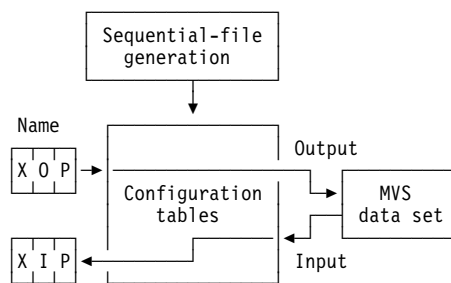 Sequential-file
generation
Name
Output
X O P
Configuration
tables
MVS
data set
X I P
Input